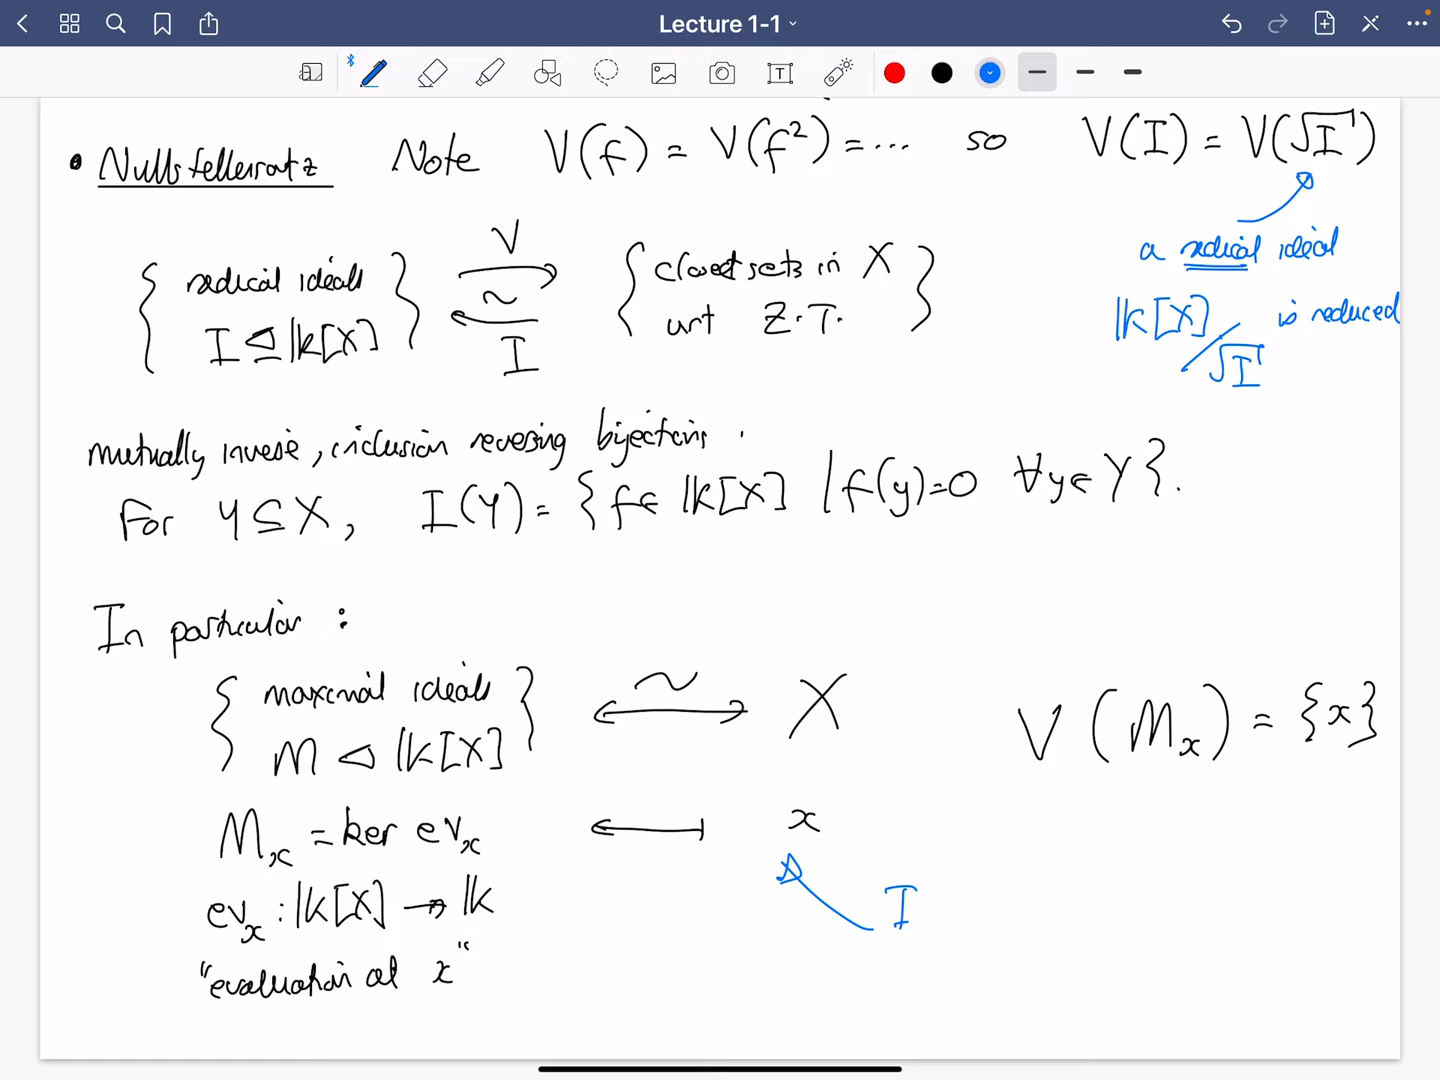 Lecture 1-1
• Nullstellensatz Note V(f) = V(f²) = ... so V(I) = V(√I)
a radical ideal
k[X]/√I is reduced
{ radical ideals I ⊴ k[X] } V ⇄ ~ I { closed sets in X wrt Z.T. }
mutually inverse, inclusion reversing bijections.
For Y ⊆ X, I(Y) = { f ∈ k[X] | f(y)=0 ∀y∈Y }.
In particular :
{ maximal ideals M ◁ k[X] } ⟷ ~ X V(M_x) = {x}
M_x = ker ev_x ⟻ x
I
ev_x : k[X] ↠ k
"evaluation at x"